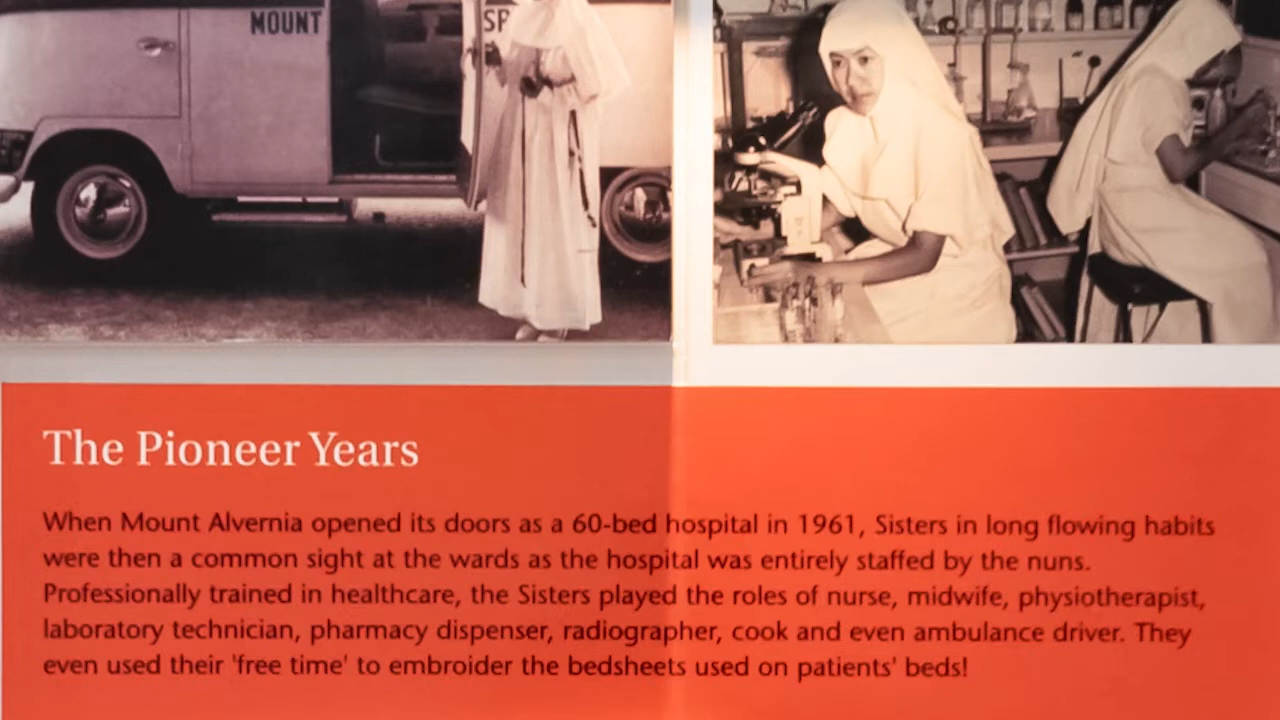 MOUNT
The Pioneer Years
When Mount Alvernia opened its doors as a 60-bed hospital in 1961, Sisters in long flowing habits
were then a common sight at the wards as the hospital was entirely staffed by the nuns.
Professionally trained in healthcare, the Sisters played the roles of nurse, midwife, physiotherapist,
laboratory technician, pharmacy dispenser, radiographer, cook and even ambulance driver. They
even used their 'free time' to embroider the bedsheets used on patients' beds!